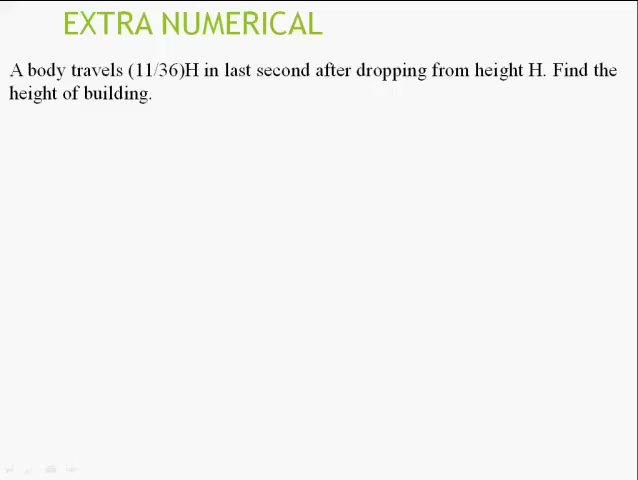 EXTRA NUMERICAL
A body travels (11/36)H in last second after dropping from height H. Find the
height of building.